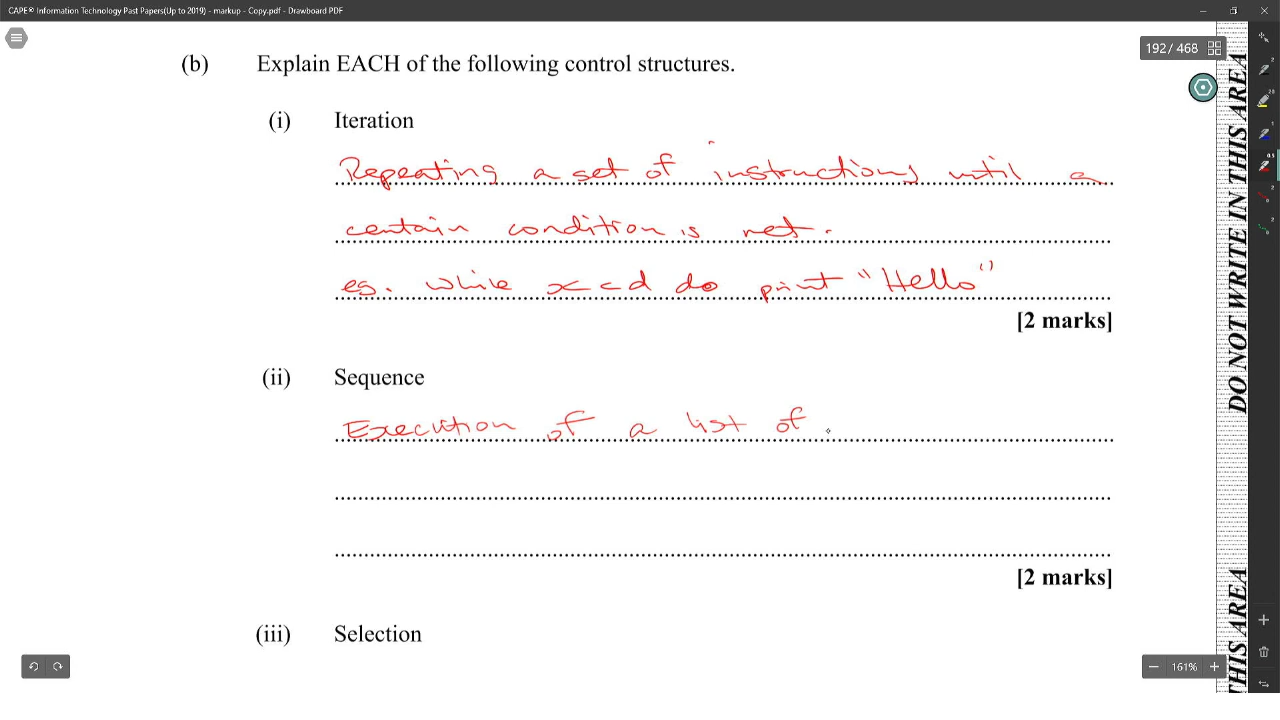 CAPE® Information Technology Past Papers(Up to 2019) - markup - Copy.pdf - Drawboard PDF
192/ 468
(b) Explain EACH of the following control structures.
(i) Iteration
Repeating a set of instructions until a
certain condition is met.
eg. while x < d do print "Hello"
[2 marks]
(ii) Sequence
Execution of a list of
[2 marks]
(iii) Selection
161%
DO NOT WRITE IN THIS AREA
THIS AREA